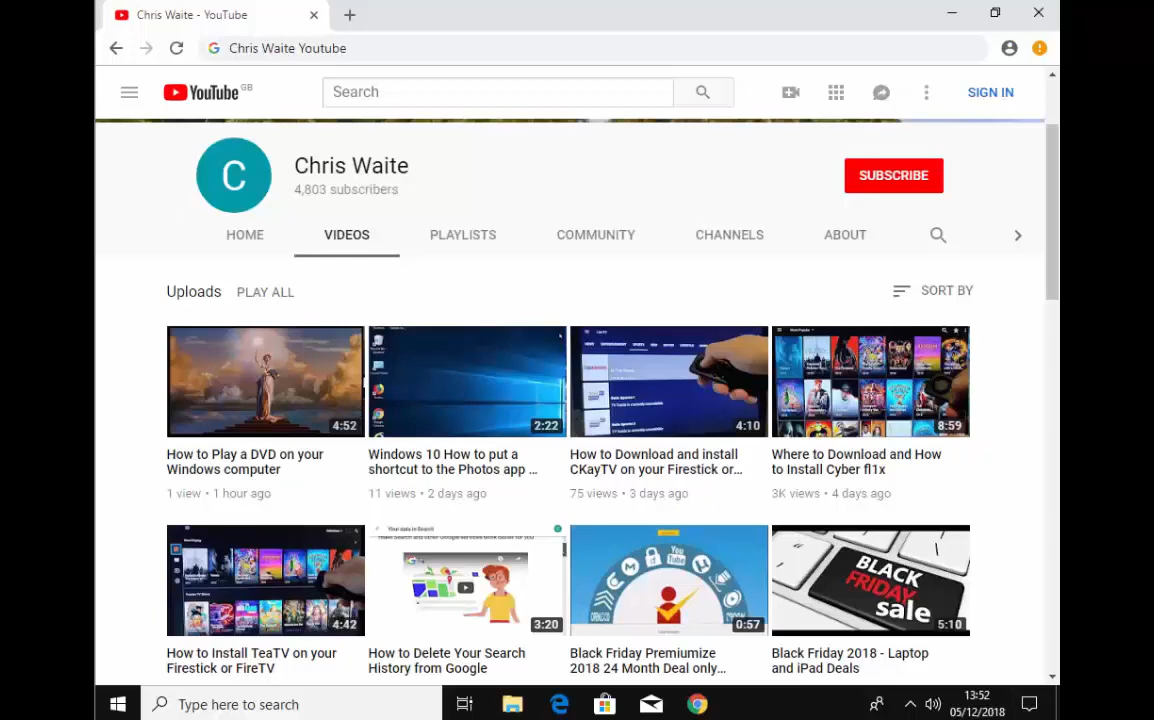 Chris Waite - YouTube
Chris Waite Youtube
YouTube GB
Search
SIGN IN
Chris Waite
4,803 subscribers
SUBSCRIBE
HOME
VIDEOS
PLAYLISTS
COMMUNITY
CHANNELS
ABOUT
Uploads
PLAY ALL
SORT BY
4:52
2:22
4:10
8:59
How to Play a DVD on your
Windows computer
1 view • 1 hour ago
Windows 10 How to put a
shortcut to the Photos app ...
11 views • 2 days ago
How to Download and install
CKayTV on your Firestick or...
75 views • 3 days ago
Where to Download and How
to Install Cyber fl1x
3K views • 4 days ago
4:42
Your data in Search
3:20
You
Tube
0:57
BLACK
FRIDAY
sale
5:10
How to Install TeaTV on your
Firestick or FireTV
How to Delete Your Search
History from Google
Black Friday Premiumize
2018 24 Month Deal only...
Black Friday 2018 - Laptop
and iPad Deals
Type here to search
13:52
05/12/2018